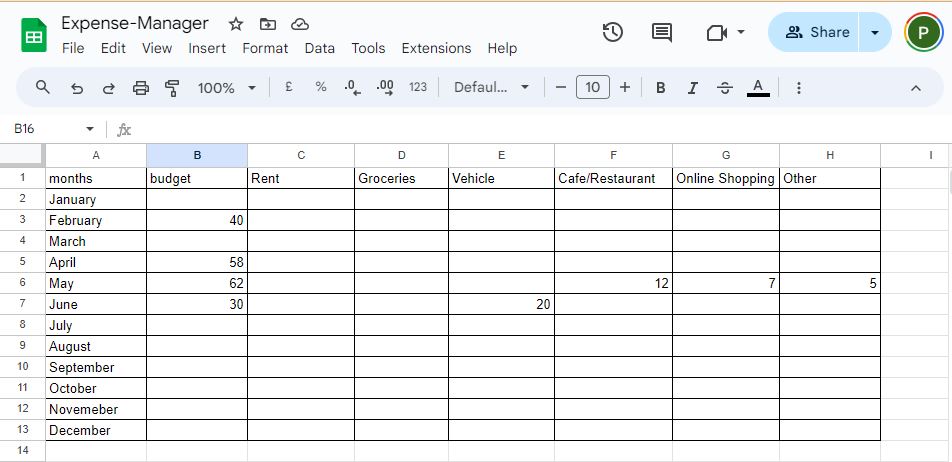 Expense-Manager
File Edit View Insert Format Data Tools Extensions Help
Share
P
100% £ % .0 .00 123 Defaul... − 10 + B I S A
B16 fx
A B C D E F G H I
1 months budget Rent Groceries Vehicle Cafe/Restaurant Online Shopping Other
2 January
3 February 40
4 March
5 April 58
6 May 62 12 7 5
7 June 30 20
8 July
9 August
10 September
11 October
12 Novemeber
13 December
14